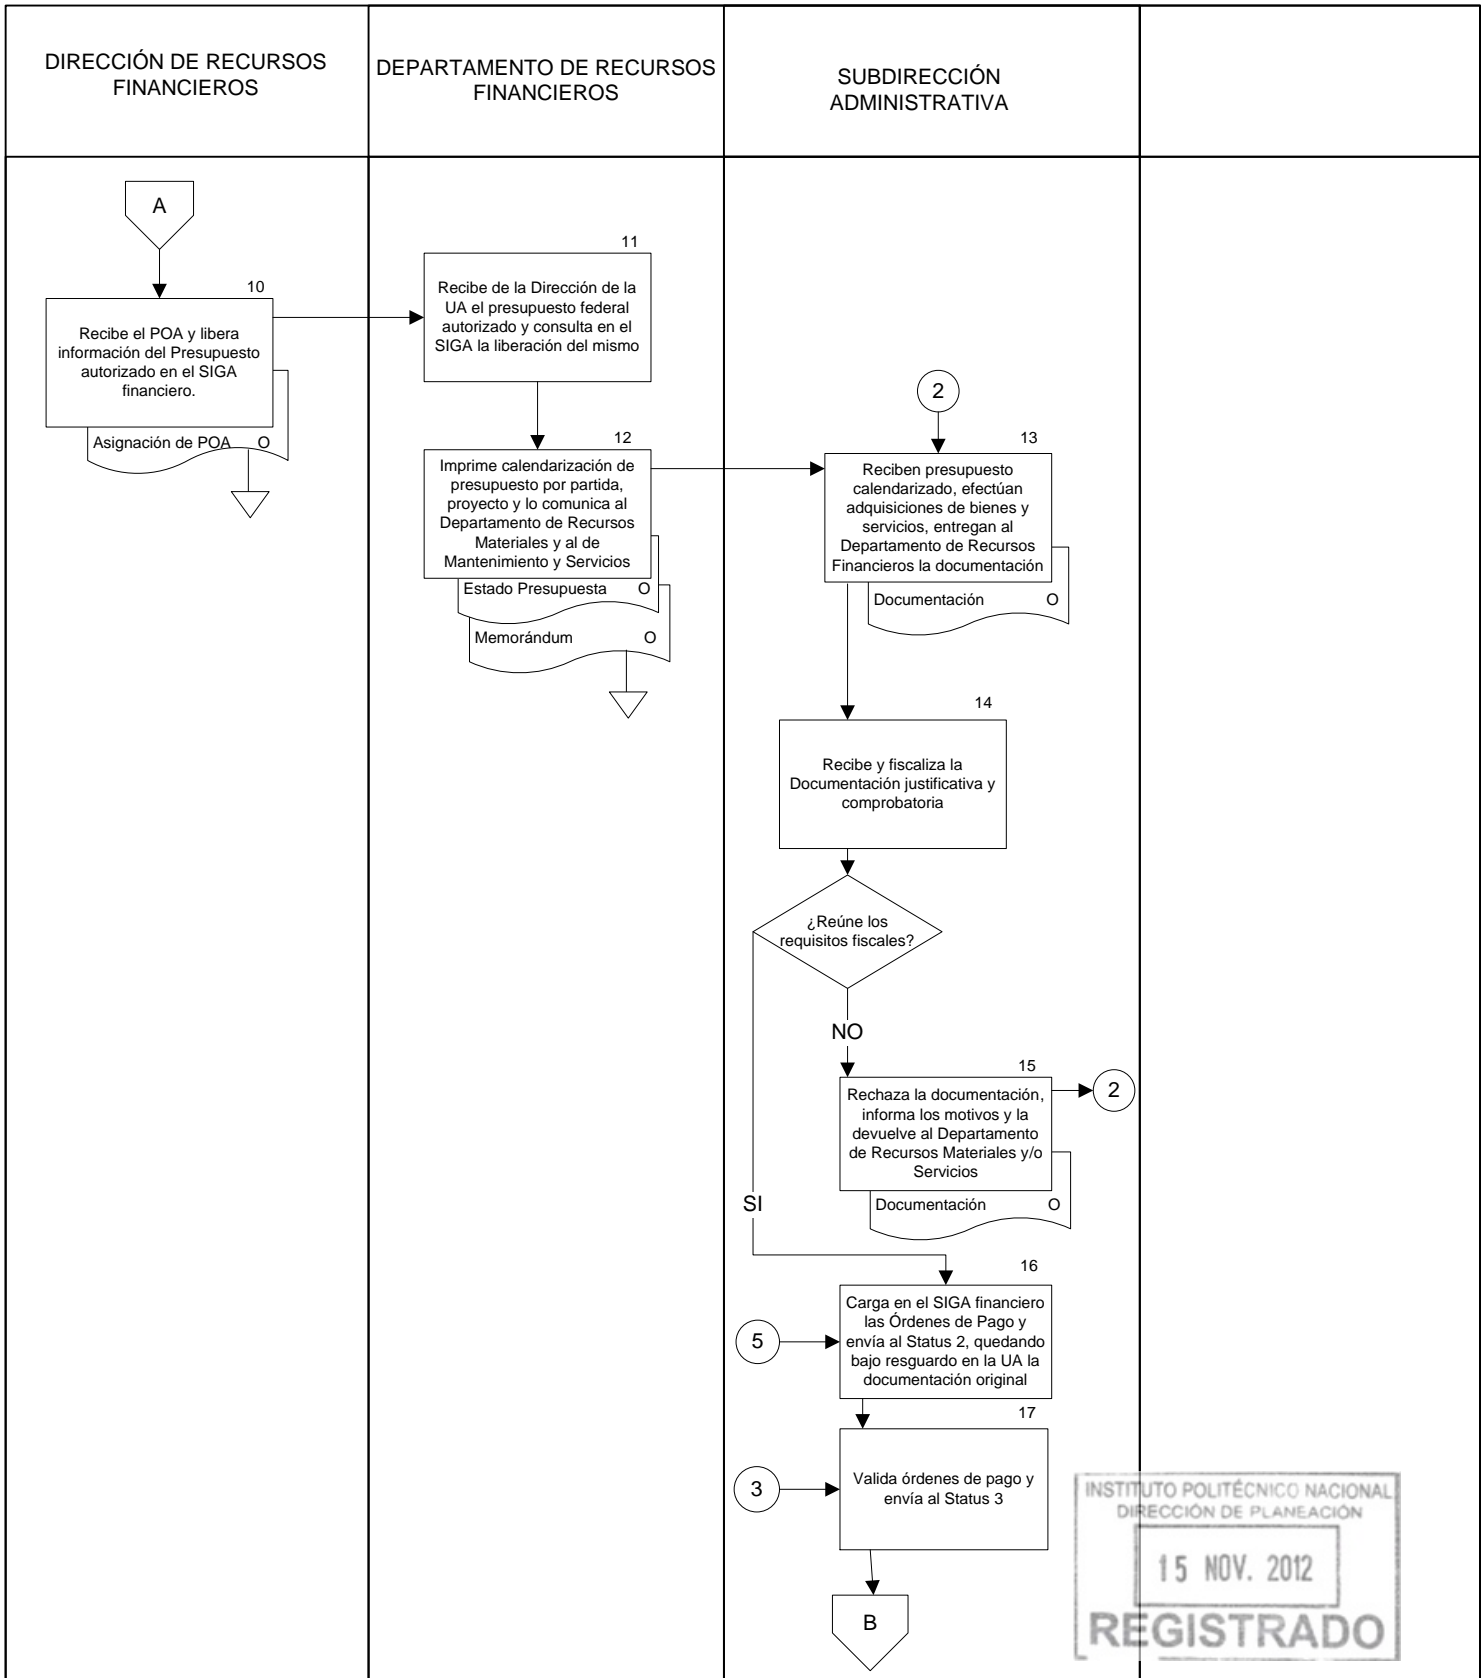 DIRECCIÓN DE RECURSOS
FINANCIEROS
DEPARTAMENTO DE RECURSOS
FINANCIEROS
SUBDIRECCIÓN
ADMINISTRATIVA
A
10
Recibe el POA y libera
información del Presupuesto
autorizado en el SIGA
financiero.
Asignación de POA O
11
Recibe de la Dirección de la
UA el presupuesto federal
autorizado y consulta en el
SIGA la liberación del mismo
12
Imprime calendarización de
presupuesto por partida,
proyecto y lo comunica al
Departamento de Recursos
Materiales y al de
Mantenimiento y Servicios
Estado Presupuesta O
Memorándum O
2
13
Reciben presupuesto
calendarizado, efectúan
adquisiciones de bienes y
servicios, entregan al
Departamento de Recursos
Financieros la documentación
Documentación O
14
Recibe y fiscaliza la
Documentación justificativa y
comprobatoria
¿Reúne los
requisitos fiscales?
NO
15
Rechaza la documentación,
informa los motivos y la
devuelve al Departamento
de Recursos Materiales y/o
Servicios
2
Documentación O
SI
16
Carga en el SIGA financiero
las Órdenes de Pago y
envía al Status 2, quedando
bajo resguardo en la UA la
documentación original
5
17
Valida órdenes de pago y
envía al Status 3
3
B
INSTITUTO POLITÉCNICO NACIONAL
DIRECCIÓN DE PLANEACIÓN
15 NOV. 2012
REGISTRADO